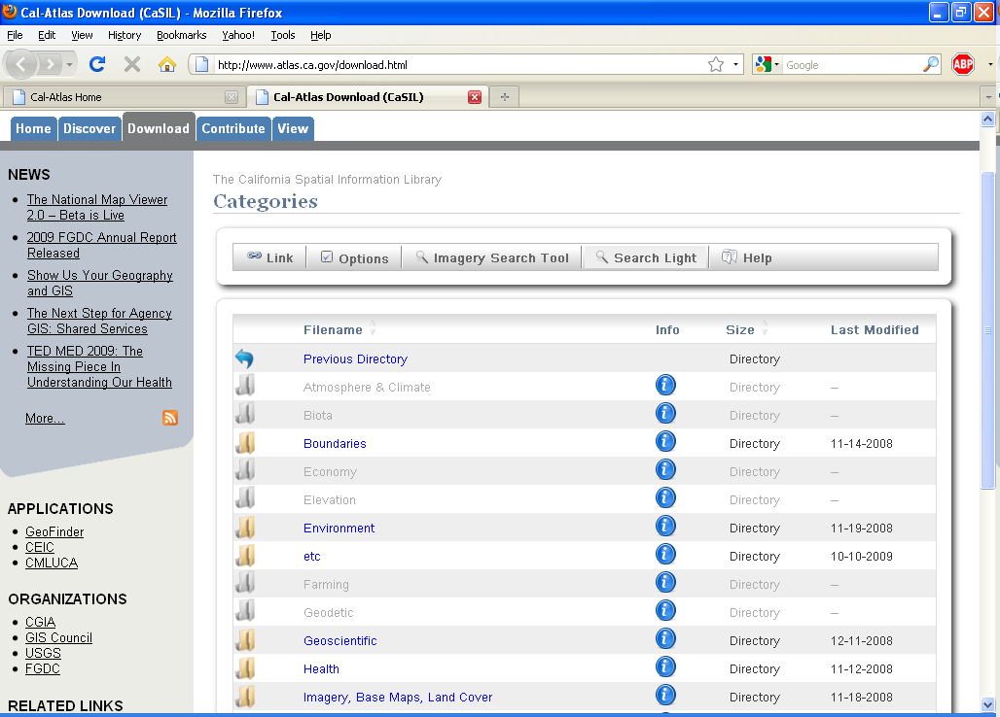 Cal-Atlas Download (CaSIL) - Mozilla Firefox
File Edit View History Bookmarks Yahoo! Tools Help
http://www.atlas.ca.gov/download.html
Google
ABP
Cal-Atlas Home
Cal-Atlas Download (CaSIL)
Home Discover Download Contribute View
NEWS
The National Map Viewer
2.0 – Beta is Live
2009 FGDC Annual Report
Released
Show Us Your Geography
and GIS
The Next Step for Agency
GIS: Shared Services
TED MED 2009: The
Missing Piece In
Understanding Our Health
More...
APPLICATIONS
GeoFinder
CEIC
CMLUCA
ORGANIZATIONS
CGIA
GIS Council
USGS
FGDC
RELATED LINKS
The California Spatial Information Library
Categories
Link Options Imagery Search Tool Search Light Help
Filename Info Size Last Modified
Previous Directory Directory
Atmosphere & Climate i Directory –
Biota i Directory –
Boundaries i Directory 11-14-2008
Economy i Directory –
Elevation i Directory –
Environment i Directory 11-19-2008
etc i Directory 10-10-2009
Farming i Directory –
Geodetic i Directory –
Geoscientific i Directory 12-11-2008
Health i Directory 11-12-2008
Imagery, Base Maps, Land Cover i Directory 11-18-2008